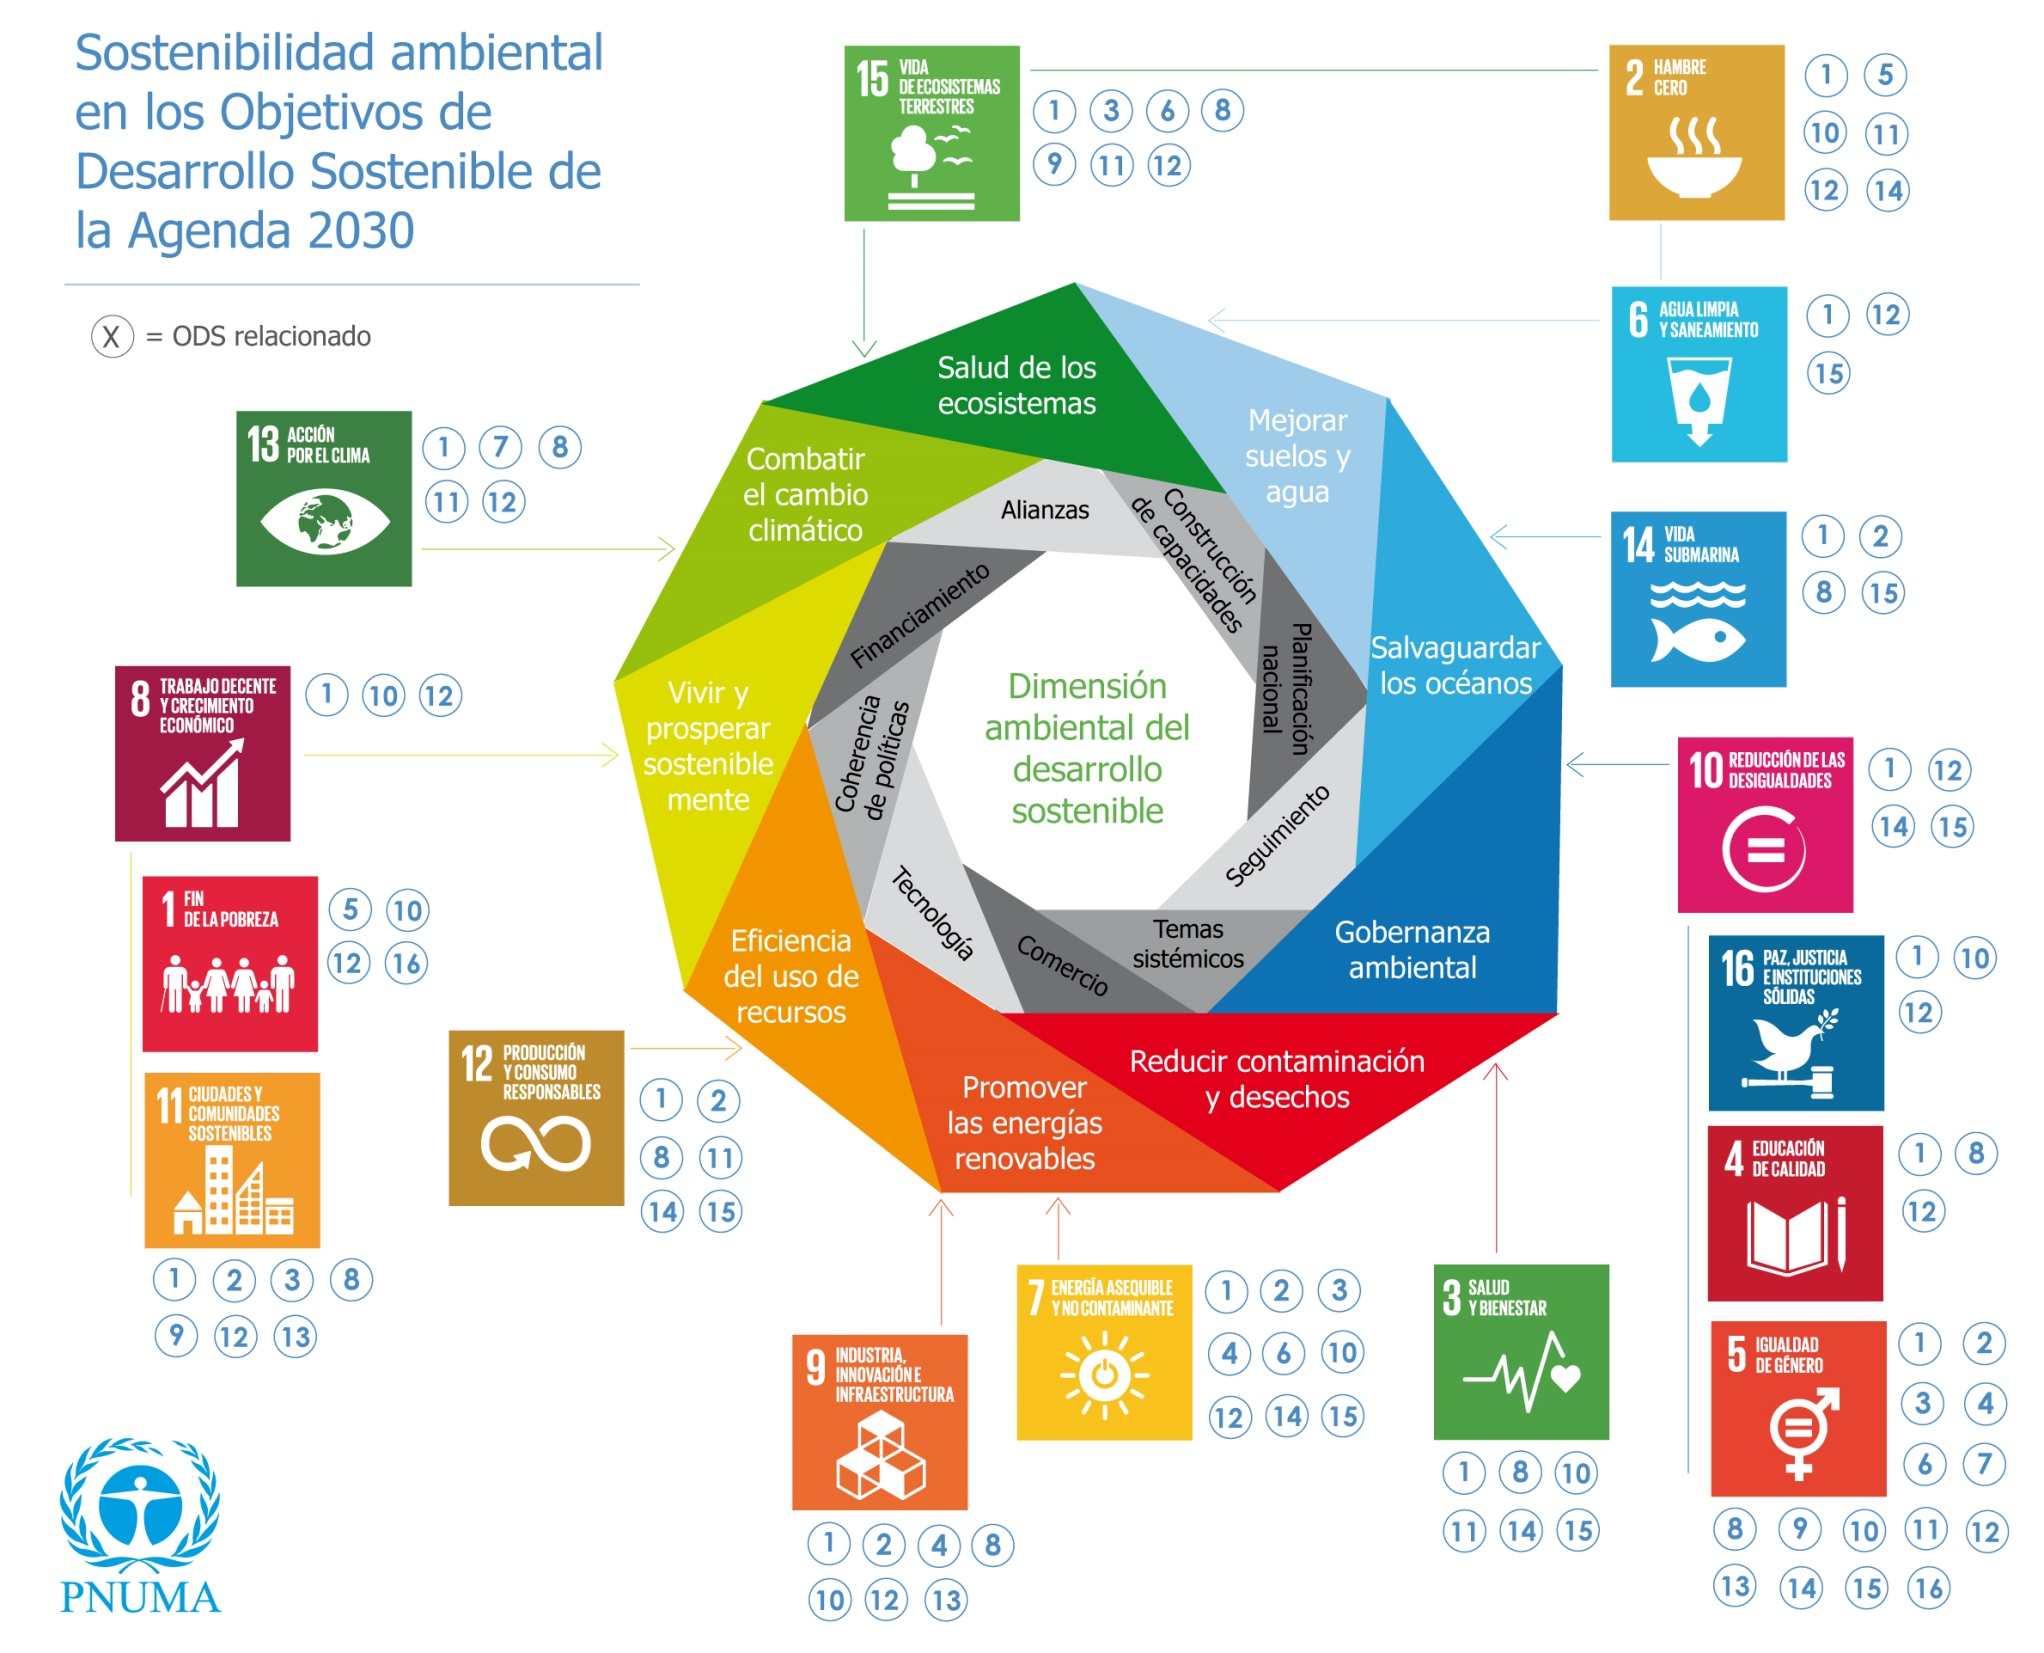 Sostenibilidad ambiental
en los Objetivos de
Desarrollo Sostenible de
la Agenda 2030
X = ODS relacionado
15 VIDA
DE ECOSISTEMAS
TERRESTRES
1 3 6 8
9 11 12
2 HAMBRE
CERO
1 5
10 11
12 14
6 AGUA LIMPIA
Y SANEAMIENTO
1 12
15
13 ACCIÓN
POR EL CLIMA
1 7 8
11 12
14 VIDA
SUBMARINA
1 2
8 15
8 TRABAJO DECENTE
Y CRECIMIENTO
ECONÓMICO
1 10 12
10 REDUCCIÓN DE LAS
DESIGUALDADES
1 12
14 15
1 FIN
DE LA POBREZA
5 10
12 16
16 PAZ, JUSTICIA
E INSTITUCIONES
SÓLIDAS
1 10
12
11 CIUDADES Y
COMUNIDADES
SOSTENIBLES
1 2 3 8
9 12 13
12 PRODUCCIÓN
Y CONSUMO
RESPONSABLES
1 2
8 11
14 15
4 EDUCACIÓN
DE CALIDAD
1 8
12
9 INDUSTRIA,
INNOVACIÓN E
INFRAESTRUCTURA
1 2 4 8
10 12 13
7 ENERGÍA ASEQUIBLE
Y NO CONTAMINANTE
1 2 3
4 6 10
12 14 15
3 SALUD
Y BIENESTAR
1 8 10
11 14 15
5 IGUALDAD
DE GÉNERO
1 2
3 4
6 7
8 9 10 11 12
13 14 15 16
Salud de los
ecosistemas
Mejorar
suelos y
agua
Salvaguardar
los océanos
Gobernanza
ambiental
Reducir contaminación
y desechos
Promover
las energías
renovables
Eficiencia
del uso de
recursos
Vivir y
prosperar
sostenible
mente
Combatir
el cambio
climático
Alianzas
Construcción
de capacidades
Planificación
nacional
Seguimiento
Temas
sistémicos
Comercio
Tecnología
Coherencia
de políticas
Financiamiento
Dimensión
ambiental del
desarrollo
sostenible
PNUMA